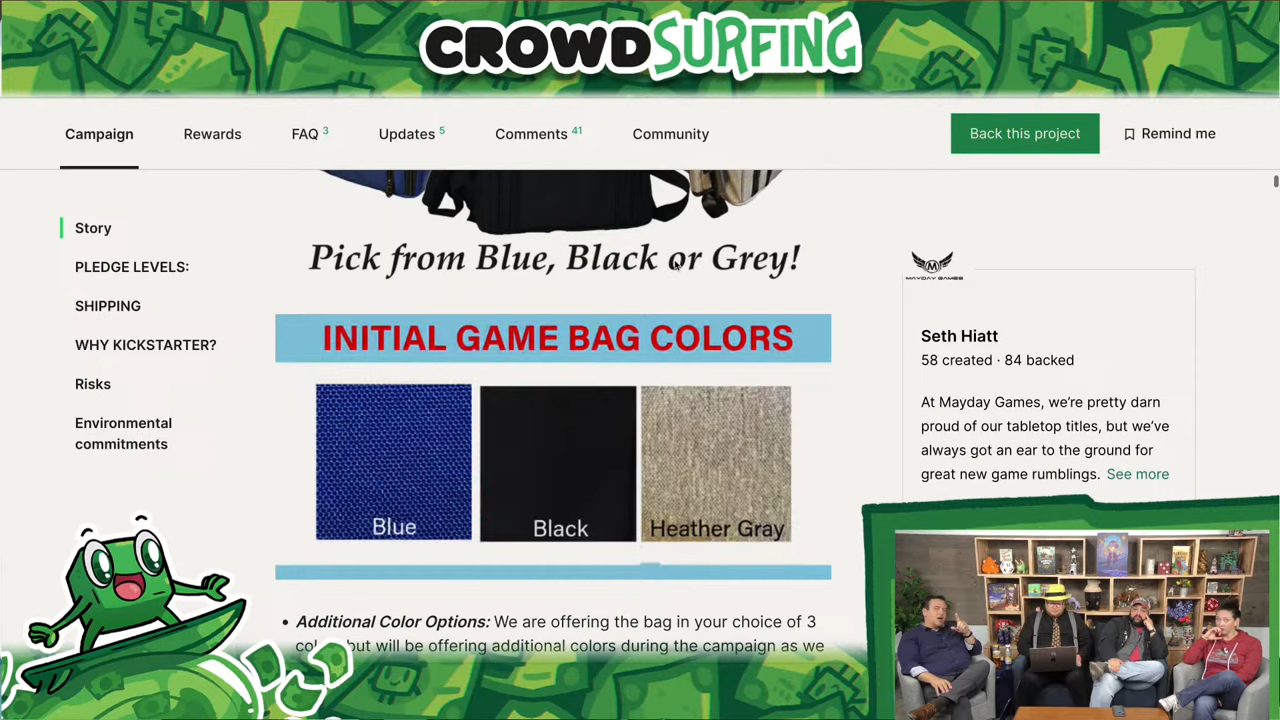 CROWDSURFING
Campaign Rewards FAQ 3 Updates 5 Comments 41 Community Back this project Remind me
Story
PLEDGE LEVELS:
SHIPPING
WHY KICKSTARTER?
Risks
Environmental
commitments
Pick from Blue, Black or Grey!
INITIAL GAME BAG COLORS
Blue Black Heather Gray
• Additional Color Options: We are offering the bag in your choice of 3
but will be offering additional colors during the campaign as we
M
MAYDAY GAMES
Seth Hiatt
58 created · 84 backed
At Mayday Games, we're pretty darn
proud of our tabletop titles, but we've
always got an ear to the ground for
great new game rumblings. See more